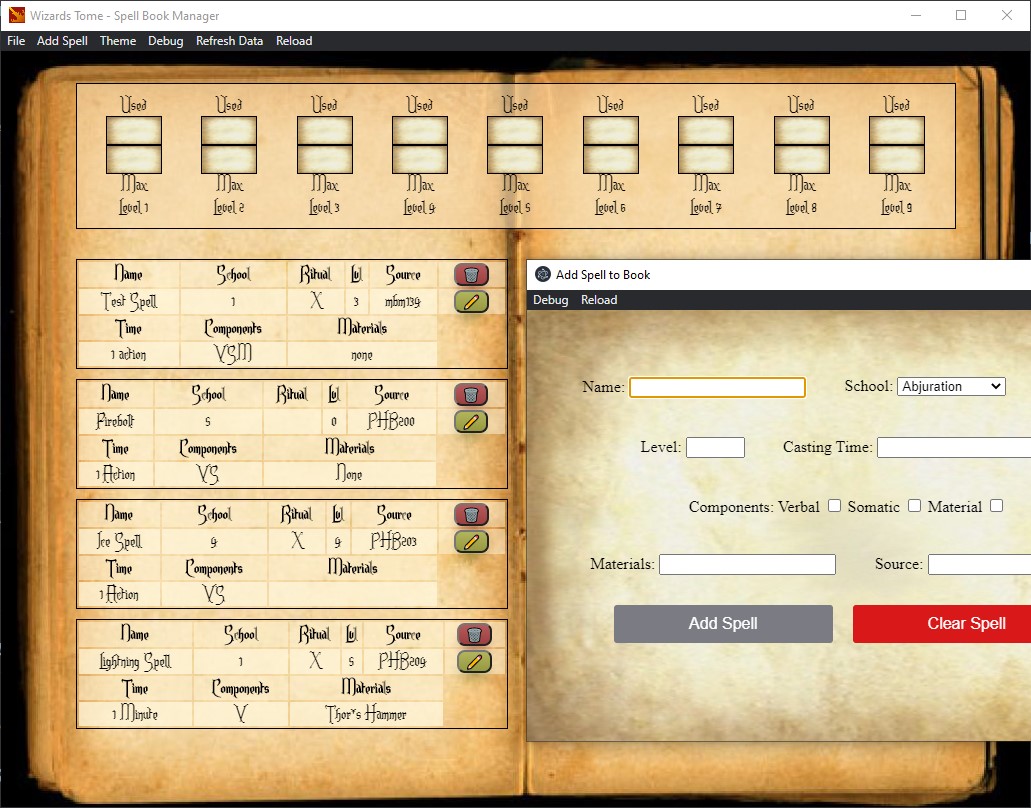 Wizards Tome - Spell Book Manager
File Add Spell Theme Debug Refresh Data Reload
Used Used Used Used Used Used Used Used Used
Max Max Max Max Max Max Max Max Max
Level 1 Level 2 Level 3 Level 4 Level 5 Level 6 Level 7 Level 8 Level 9
Name School Ritual Lvl Source
Test Spell 1 X 3 mbm139
Time Components Materials
1 action VSM none
Name School Ritual Lvl Source
Firebolt 5 0 PHB200
Time Components Materials
1 Action VS None
Name School Ritual Lvl Source
Ice Spell 9 X 9 PHB203
Time Components Materials
1 Action VS
Name School Ritual Lvl Source
Lightning Spell 1 X 5 PHB209
Time Components Materials
1 Minute V Thor's Hammer
Add Spell to Book
Debug Reload
Name: School: Abjuration
Level: Casting Time:
Components: Verbal Somatic Material
Materials: Source:
Add Spell Clear Spell